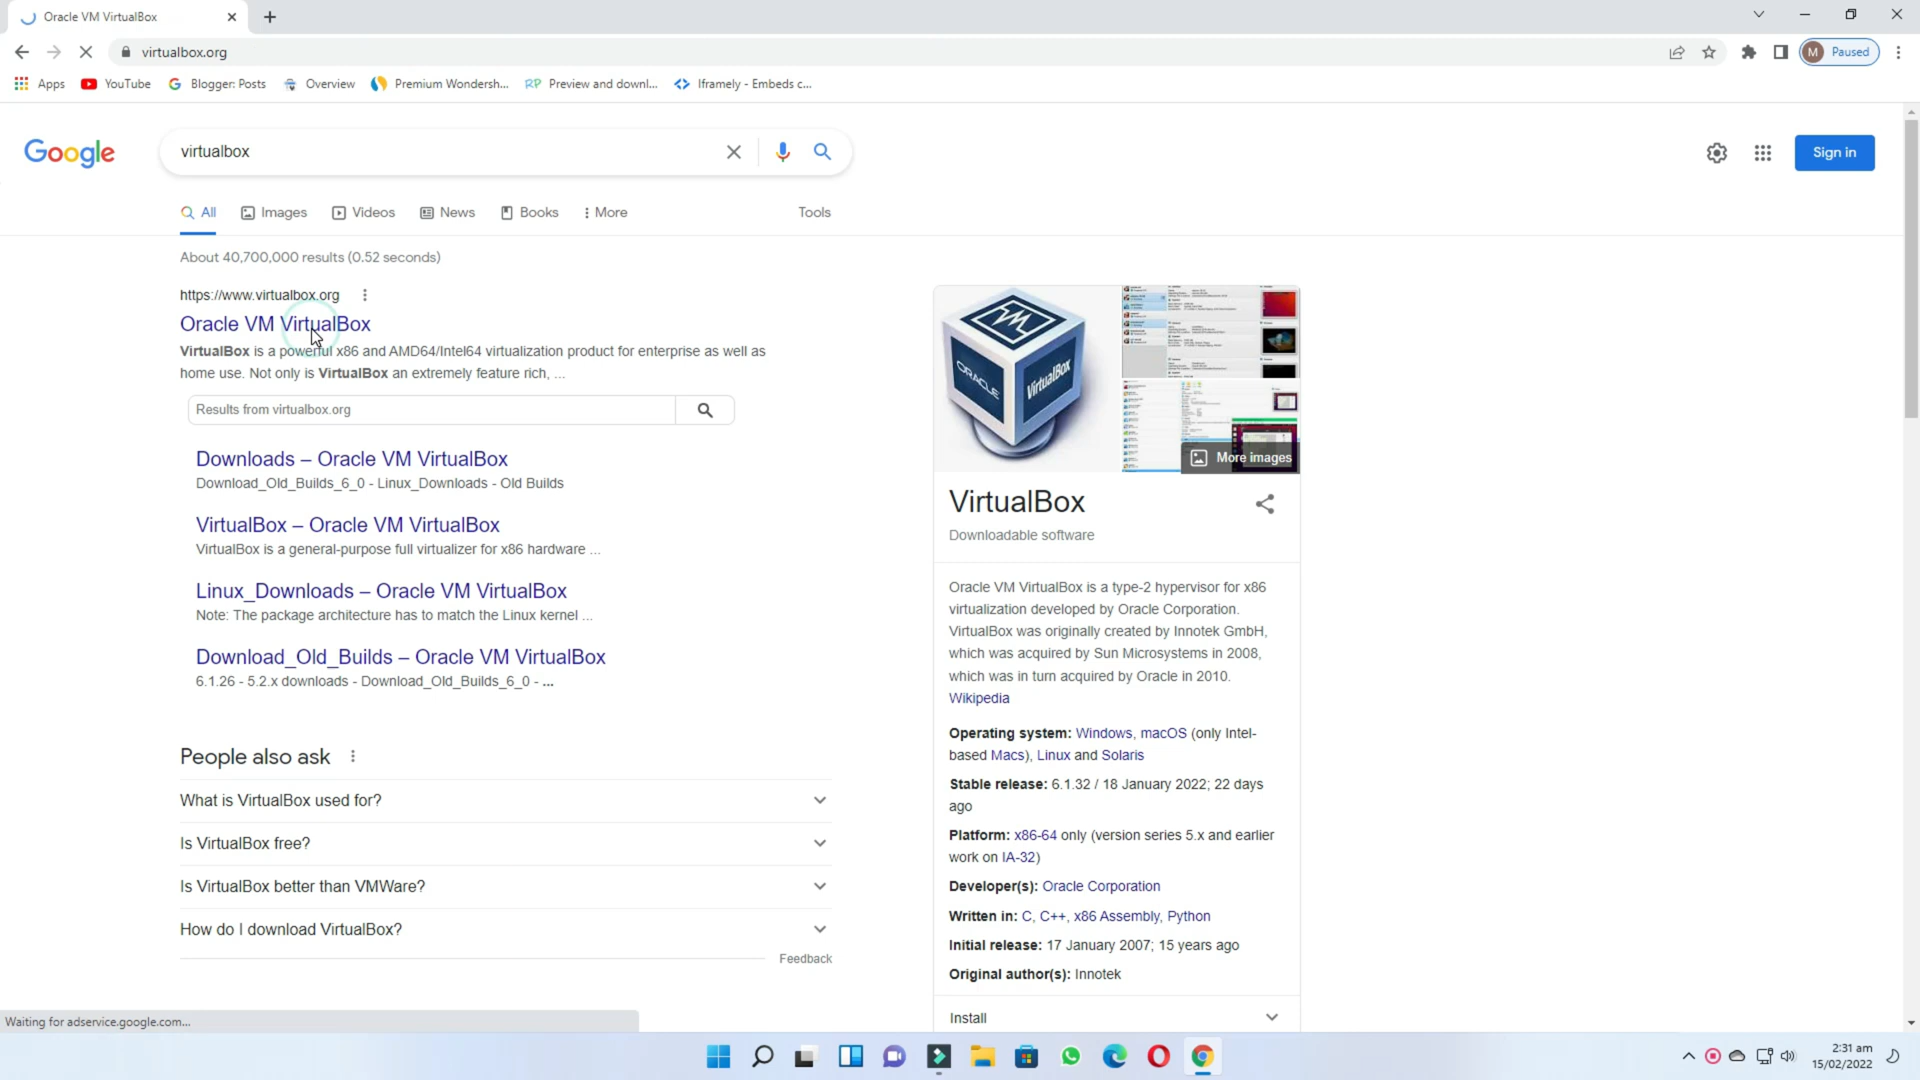 Oracle VM VirtualBox
virtualbox.org
M Paused
Apps
YouTube
Blogger: Posts
Overview
Premium Wondersh...
RP Preview and downl...
Iframely - Embeds c...
Google
virtualbox
Sign in
All
Images
Videos
News
Books
More
Tools
About 40,700,000 results (0.52 seconds)
https://www.virtualbox.org
Oracle VM VirtualBox
VirtualBox is a powerful x86 and AMD64/Intel64 virtualization product for enterprise as well as
home use. Not only is VirtualBox an extremely feature rich, ...
Results from virtualbox.org
Downloads – Oracle VM VirtualBox
Download_Old_Builds_6_0 - Linux_Downloads - Old Builds
VirtualBox – Oracle VM VirtualBox
VirtualBox is a general-purpose full virtualizer for x86 hardware ...
Linux_Downloads – Oracle VM VirtualBox
Note: The package architecture has to match the Linux kernel ...
Download_Old_Builds – Oracle VM VirtualBox
6.1.26 - 5.2.x downloads - Download_Old_Builds_6_0 - ...
People also ask
What is VirtualBox used for?
Is VirtualBox free?
Is VirtualBox better than VMWare?
How do I download VirtualBox?
Feedback
ORACLE
VirtualBox
More images
VirtualBox
Downloadable software
Oracle VM VirtualBox is a type-2 hypervisor for x86
virtualization developed by Oracle Corporation.
VirtualBox was originally created by Innotek GmbH,
which was acquired by Sun Microsystems in 2008,
which was in turn acquired by Oracle in 2010.
Wikipedia
Operating system: Windows, macOS (only Intel-
based Macs), Linux and Solaris
Stable release: 6.1.32 / 18 January 2022; 22 days
ago
Platform: x86-64 only (version series 5.x and earlier
work on IA-32)
Developer(s): Oracle Corporation
Written in: C, C++, x86 Assembly, Python
Initial release: 17 January 2007; 15 years ago
Original author(s): Innotek
Install
Waiting for adservice.google.com...
2:31 am
15/02/2022